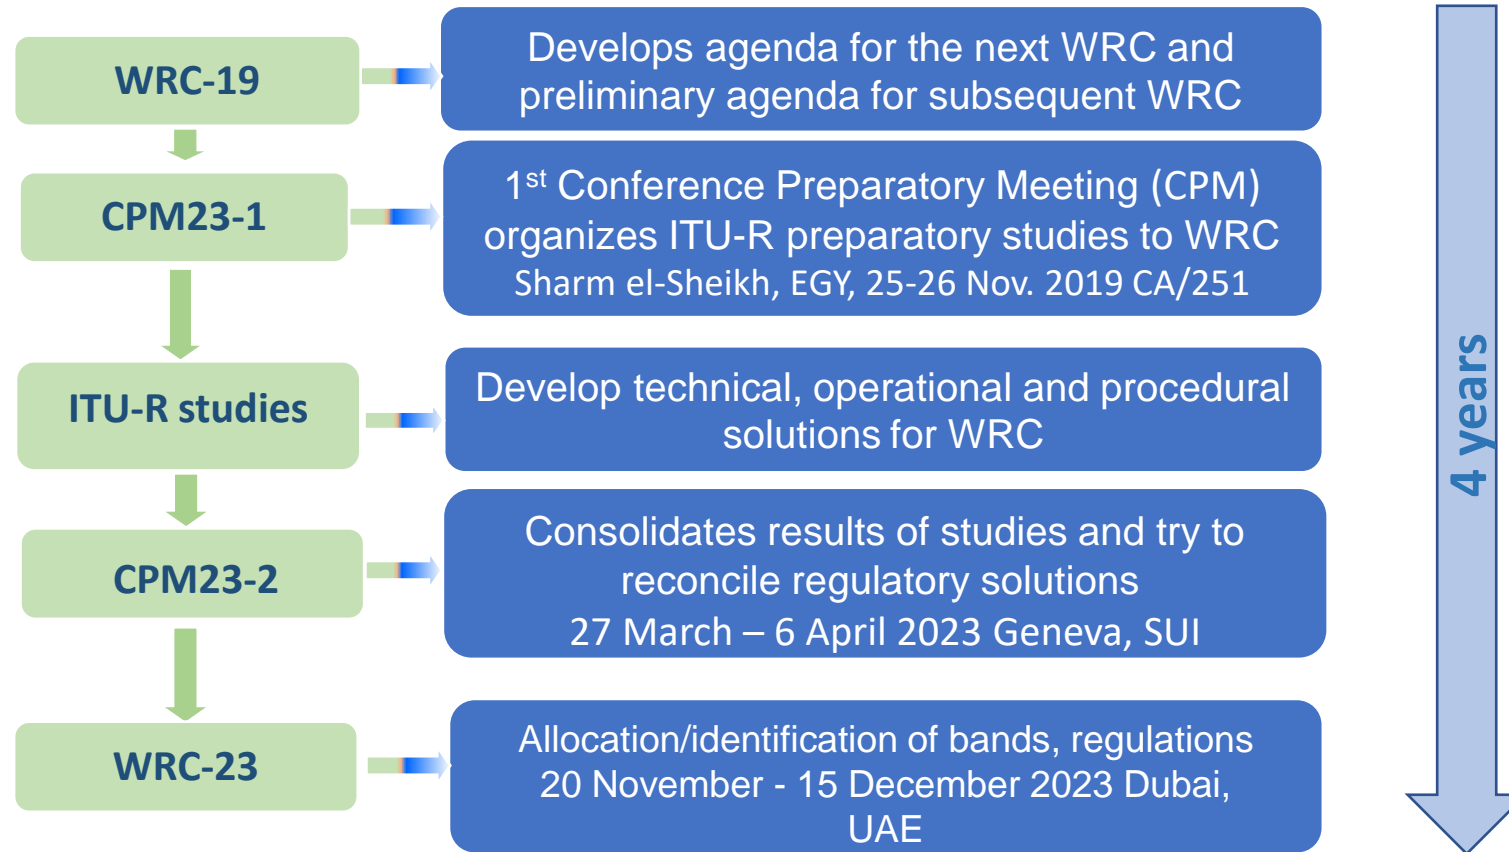 WRC-19
Develops agenda for the next WRC and
preliminary agenda for subsequent WRC
CPM23-1
1st Conference Preparatory Meeting (CPM)
organizes ITU-R preparatory studies to WRC
Sharm el-Sheikh, EGY, 25-26 Nov. 2019 CA/251
ITU-R studies
Develop technical, operational and procedural
solutions for WRC
CPM23-2
Consolidates results of studies and try to
reconcile regulatory solutions
27 March – 6 April 2023 Geneva, SUI
WRC-23
Allocation/identification of bands, regulations
20 November - 15 December 2023 Dubai,
UAE
4 years